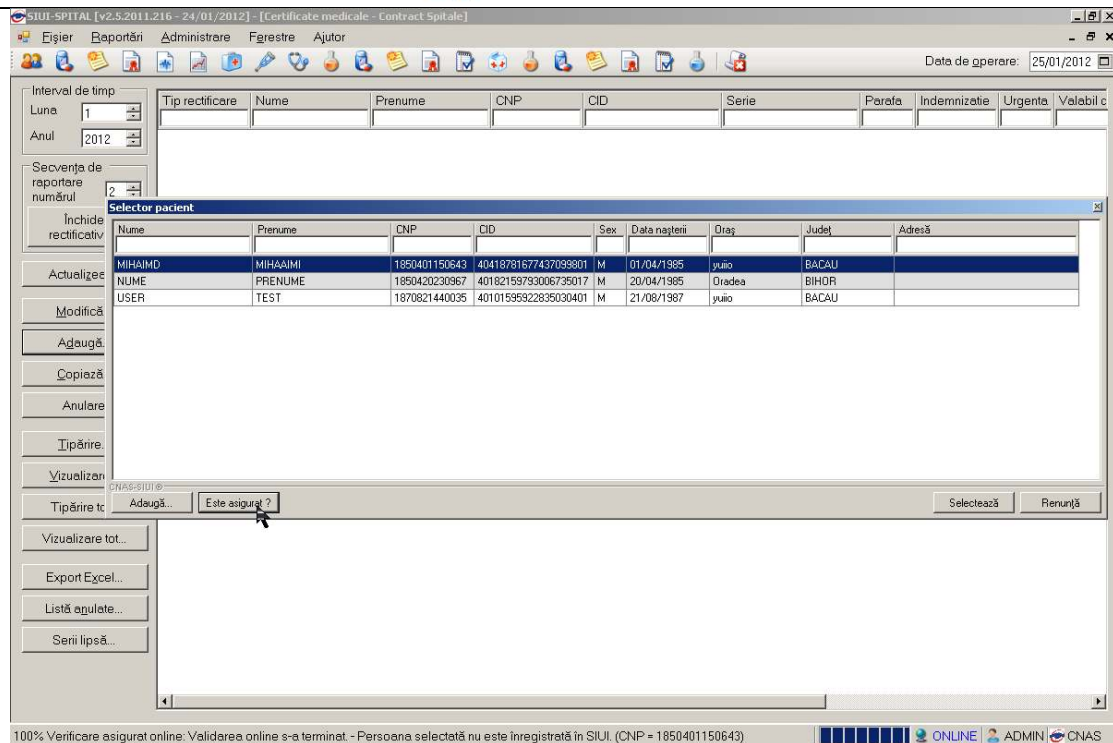 SIUI-SPITAL [v2.5.2011.216 - 24/01/2012] - [Certificate medicale - Contract Spitale]
Fișier Raportări Administrare Ferestre Ajutor
Data de operare: 25/01/2012
Interval de timp
Luna 1
Anul 2012
Secvența de raportare numărul 2
Tip rectificare Nume Prenume CNP CID Serie Parafa Indemnizatie Urgenta Valabil c
Închide
rectificativ
Actualizee
Modifică
Adaugă.
Copiază
Anulare
Tipărire.
Vizualizare
Tipărire to
Vizualizare tot...
Export Excel...
Listă anulate...
Serii lipsă...
Selector pacient
Nume Prenume CNP CID Sex Data nașterii Oraș Județ Adresă
MIHAIMD MIHAAIMI 1850401150643 40418781677437099801 M 01/04/1985 yuiio BACAU
NUME PRENUME 1850420230967 40182159793006735017 M 20/04/1985 Oradea BIHOR
USER TEST 1870821440035 40101595922835030401 M 21/08/1987 yuiio BACAU
CNAS-SIUI ®
Adaugă... Este asigurat ? Selectează Renunță
100% Verificare asigurat online: Validarea online s-a terminat. - Persoana selectată nu este înregistrată în SIUI. (CNP = 1850401150643) ONLINE ADMIN CNAS